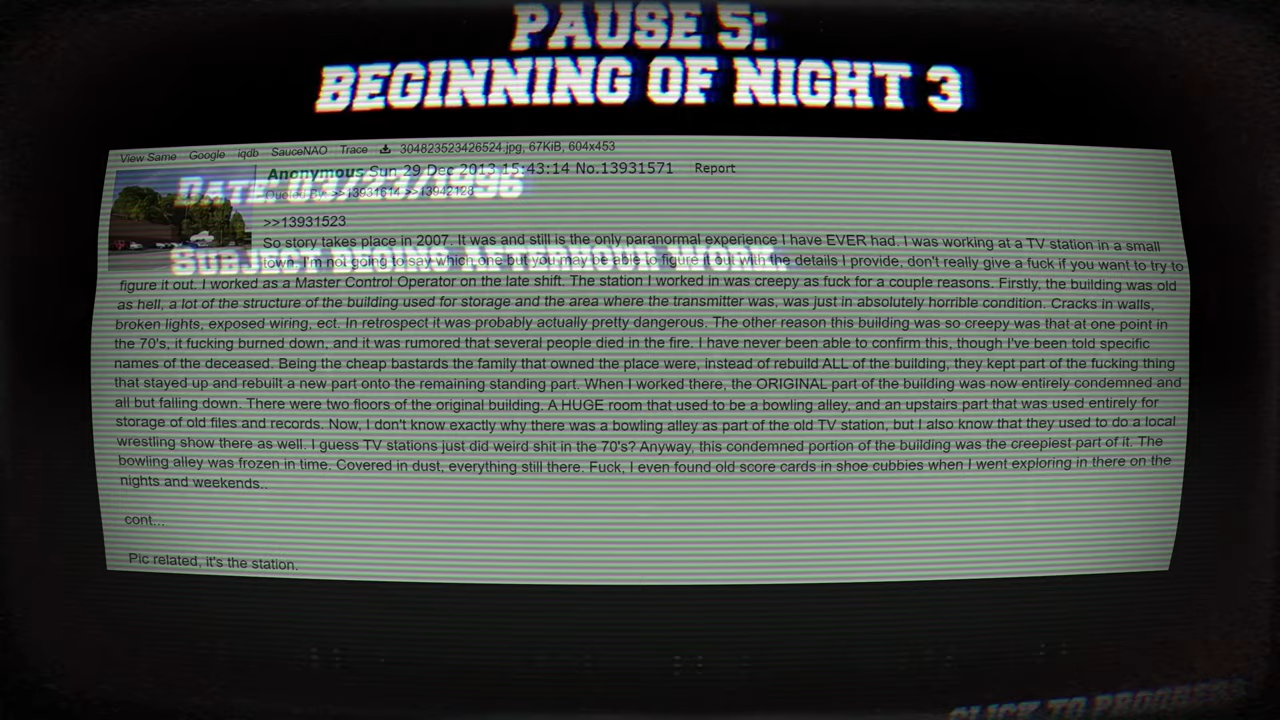 PAUSE 5:
BEGINNING OF NIGHT 3
View Same Google iqdb SauceNAO Trace 304823523426524.jpg, 67KiB, 604x453
Anonymous Sun 29 Dec 2013 15:43:14 No.13931571 Report
DATE: 03/23/1996
Quoted By: >>13931614 >>13942123
>>13931523
So story takes place in 2007. It was and still is the only paranormal experience I have EVER had. I was working at a TV station in a small
SUBJECT BEGINS AFTERNOON WORK.
town. I'm not going to say which one but you may be able to figure it out with the details I provide, don't really give a fuck if you want to try to
figure it out. I worked as a Master Control Operator on the late shift. The station I worked in was creepy as fuck for a couple reasons. Firstly, the building was old
as hell, a lot of the structure of the building used for storage and the area where the transmitter was, was just in absolutely horrible condition. Cracks in walls,
broken lights, exposed wiring, ect. In retrospect it was probably actually pretty dangerous. The other reason this building was so creepy was that at one point in
the 70's, it fucking burned down, and it was rumored that several people died in the fire. I have never been able to confirm this, though I've been told specific
names of the deceased. Being the cheap bastards the family that owned the place were, instead of rebuild ALL of the building, they kept part of the fucking thing
that stayed up and rebuilt a new part onto the remaining standing part. When I worked there, the ORIGINAL part of the building was now entirely condemned and
all but falling down. There were two floors of the original building. A HUGE room that used to be a bowling alley, and an upstairs part that was used entirely for
storage of old files and records. Now, I don't know exactly why there was a bowling alley as part of the old TV station, but I also know that they used to do a local
wrestling show there as well. I guess TV stations just did weird shit in the 70's? Anyway, this condemned portion of the building was the creepiest part of it. The
bowling alley was frozen in time. Covered in dust, everything still there. Fuck, I even found old score cards in shoe cubbies when I went exploring in there on the
nights and weekends..
cont...
Pic related, it's the station.
CLICK TO PROGRESS